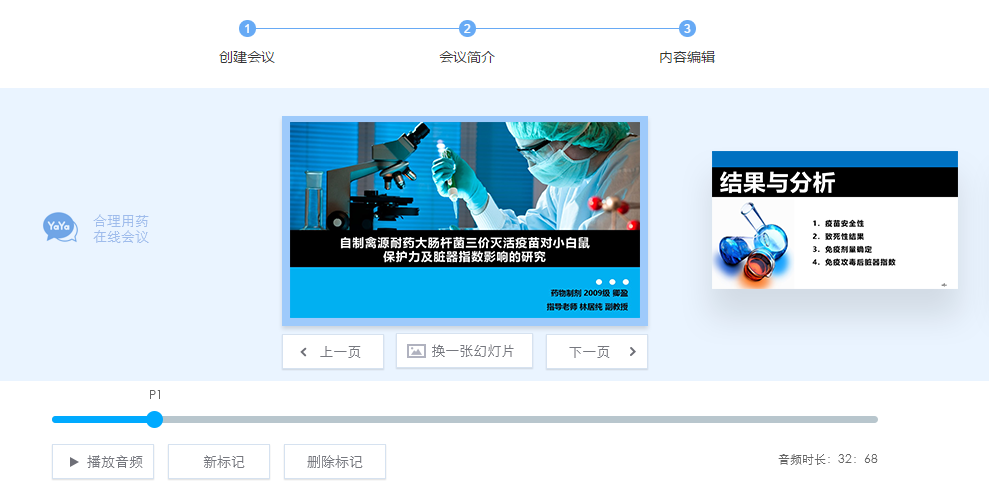 1
2
3
创建会议
会议简介
内容编辑
YaYa
合理用药
在线会议
自制禽源耐药大肠杆菌三价灭活疫苗对小白鼠
保护力及脏器指数影响的研究
药物制剂 2009级 卿盈
指导老师 林居纯 副教授
结果与分析
1. 疫苗安全性
2. 致死性结果
3. 免疫剂量确定
4. 免疫攻毒后脏器指数
上一页
换一张幻灯片
下一页
P1
播放音频
新标记
删除标记
音频时长：32：68